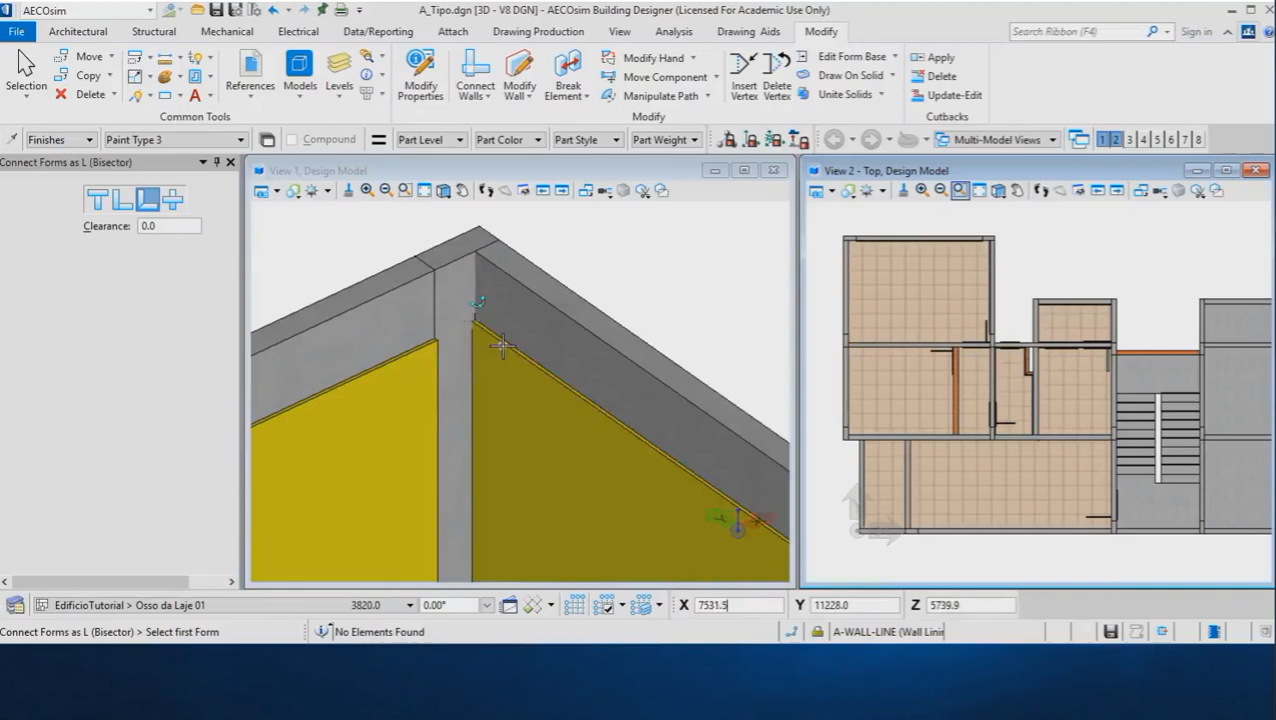 AECOsim
A_Tipo.dgn [3D - V8 DGN] - AECOsim Building Designer (Licensed For Academic Use Only)
File
Architectural
Structural
Mechanical
Electrical
Data/Reporting
Attach
Drawing Production
View
Analysis
Drawing Aids
Modify
Search Ribbon (F4)
Sign in
Selection
Move
Copy
Delete
References
Models
Levels
Modify Properties
Connect Walls
Modify Wall
Break Element
Modify Hand
Modify Component
Manipulate Path
Insert Vertex
Delete Vertex
Edit Form Base
Draw On Solid
Unite Solids
Apply
Delete
Update-Edit
Common Tools
Modify
Cutbacks
Finishes
Paint Type 3
Compound
Part Level
Part Color
Part Style
Part Weight
Multi-Model Views
1 2 3 4 5 6 7 8
Connect Forms as L (Bisector)
View 1, Design Model
View 2 - Top, Design Model
Clearance: 0.0
EdificioTutorial > Osso da Laje 01
3820.0
0.00°
X 7531.5
Y 11228.0
Z 5739.9
Connect Forms as L (Bisector) > Select first Form
No Elements Found
A-WALL-LINE (Wall Linin